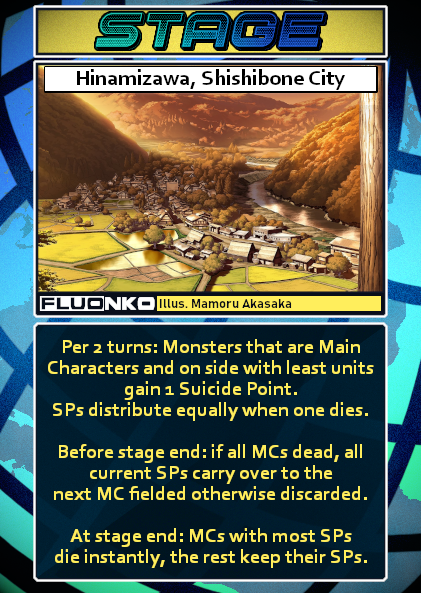 STAGE
Hinamizawa, Shishibone City
FLUONKO Illus. Mamoru Akasaka
Per 2 turns: Monsters that are Main
Characters and on side with least units
gain 1 Suicide Point.
SPs distribute equally when one dies.
Before stage end: if all MCs dead, all
current SPs carry over to the
next MC fielded otherwise discarded.
At stage end: MCs with most SPs
die instantly, the rest keep their SPs.